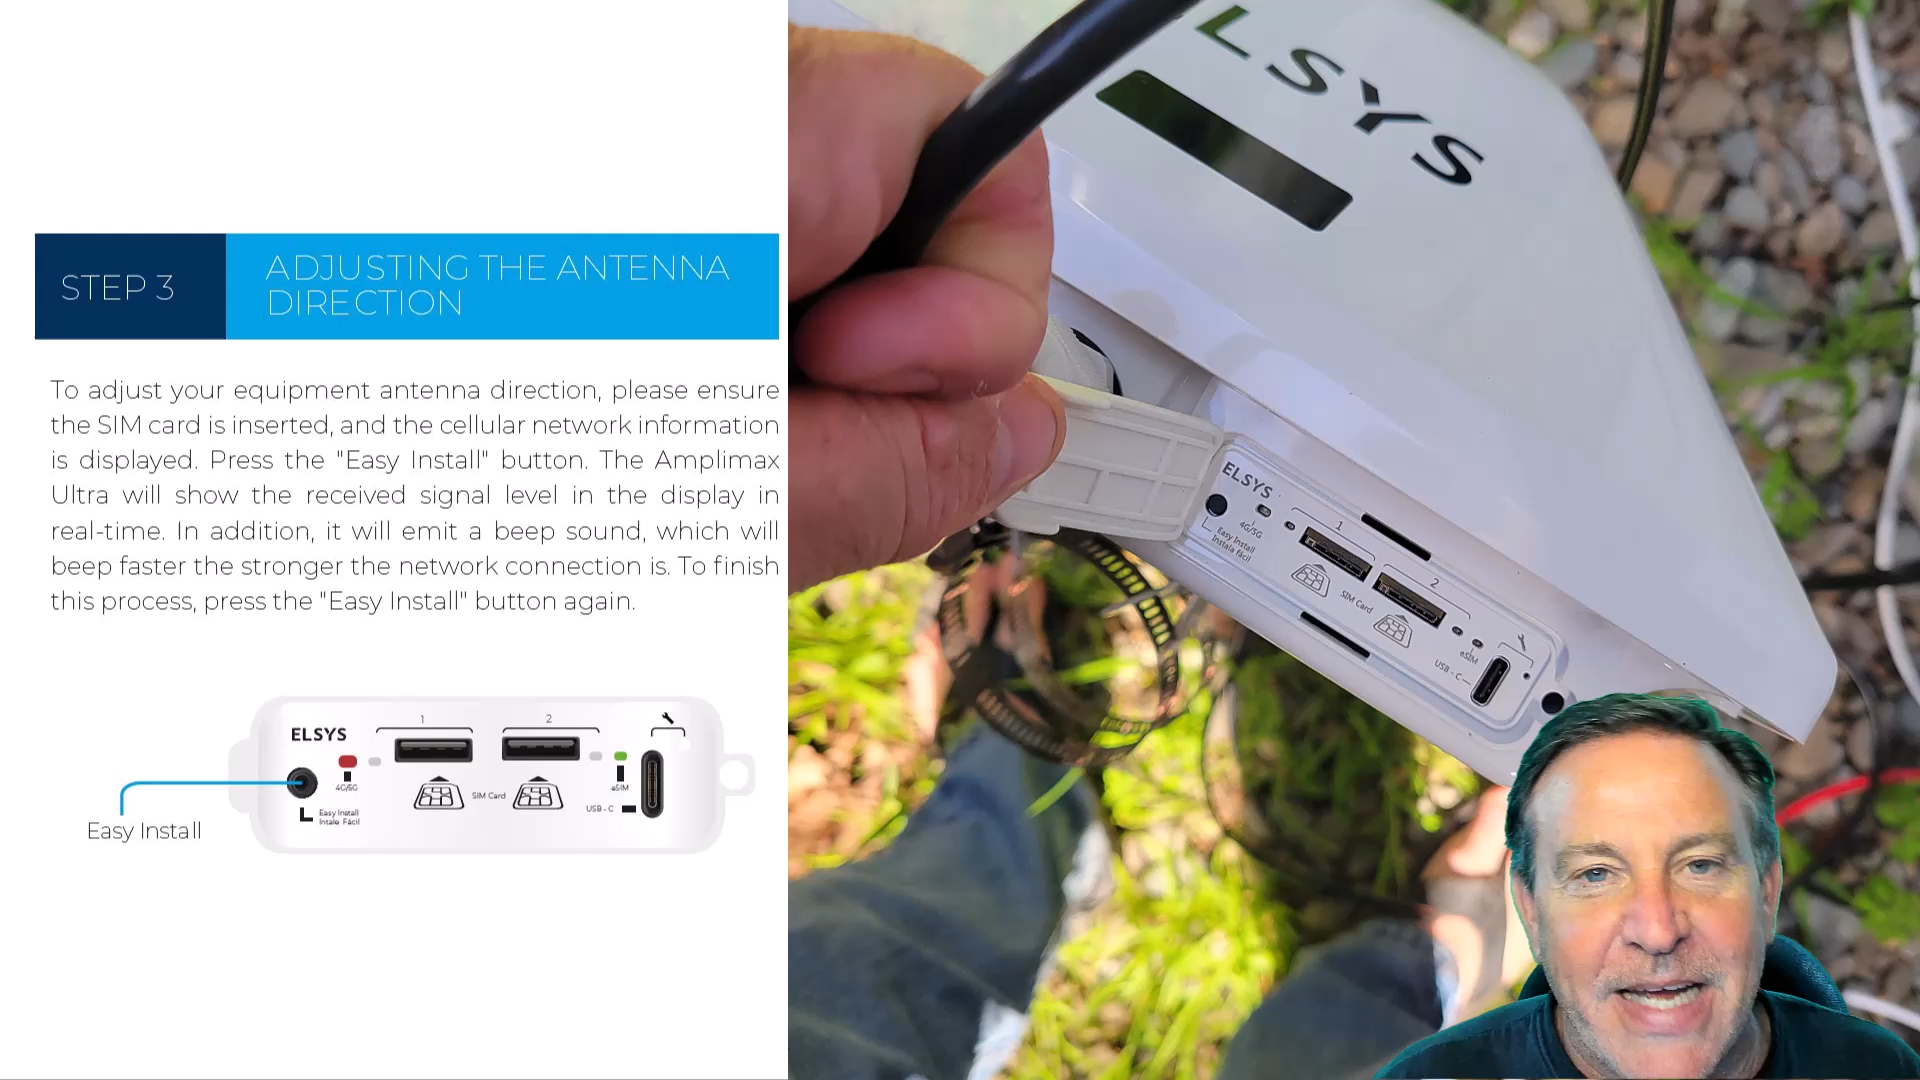 STEP 3
ADJUSTING THE ANTENNA
DIRECTION
To adjust your equipment antenna direction, please ensure
the SIM card is inserted, and the cellular network information
is displayed. Press the "Easy Install" button. The Amplimax
Ultra will show the received signal level in the display in
real-time. In addition, it will emit a beep sound, which will
beep faster the stronger the network connection is. To finish
this process, press the "Easy Install" button again.
ELSYS
1
2
4G/5G
SIM Card
eSIM
USB - C
Easy Install
Intale Fácil
Easy Install
LSYS
ELSYS
1
4G/5G
Easy Install
Instala fácil
2
SIM Card
eSIM
USB - C